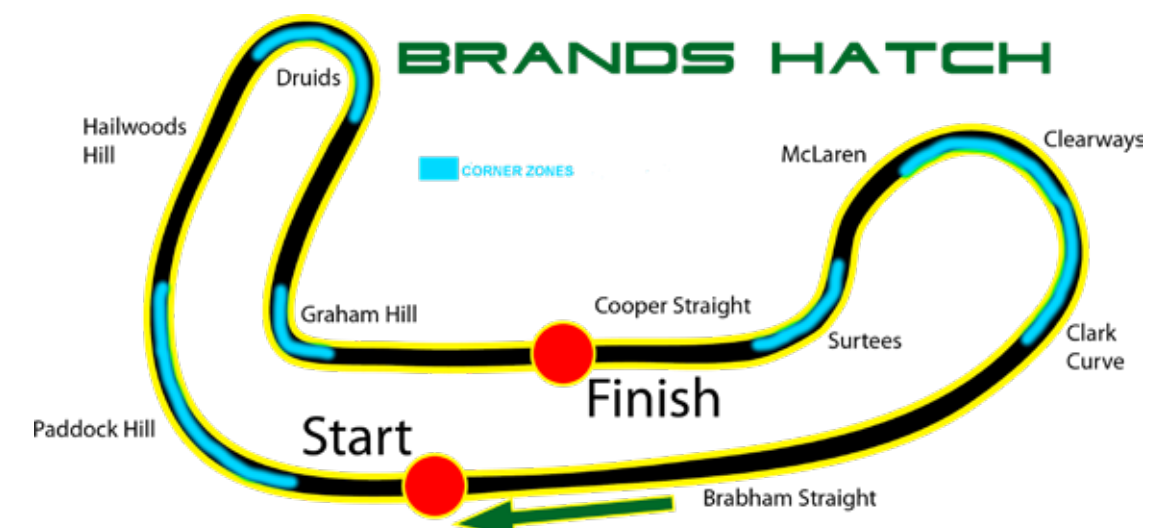 BRANDS HATCH
Druids
Hailwoods
Hill
Clearways
McLaren
CORNER ZONES
Graham Hill
Cooper Straight
Surtees
Clark
Curve
Finish
Paddock Hill
Start
Brabham Straight